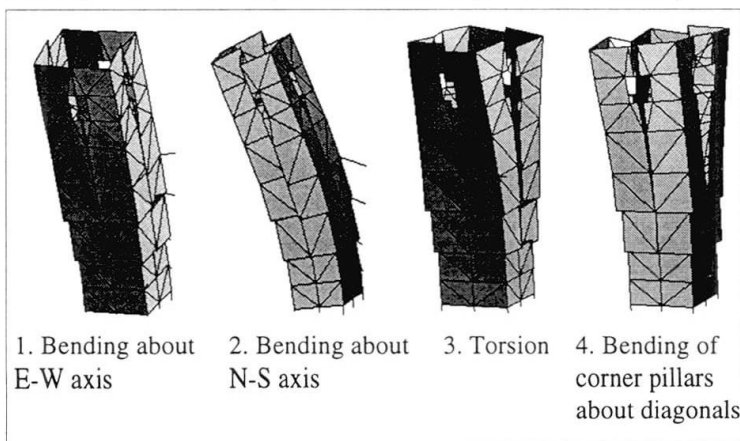 1. Bending about
E-W axis
2. Bending about
N-S axis
3. Torsion
4. Bending of
corner pillars
about diagonals